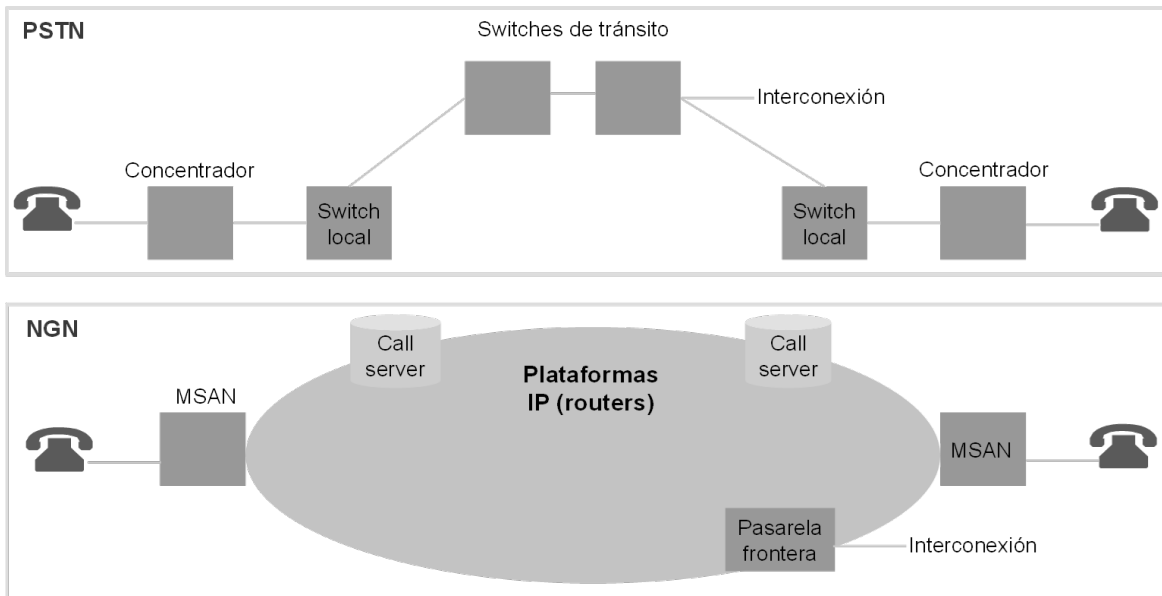 PSTN
Switches de tránsito
Interconexión
Concentrador
Concentrador
Switch
local
Switch
local
NGN
Call
server
Call
server
Plataformas
IP (routers)
MSAN
MSAN
Pasarela
frontera
Interconexión